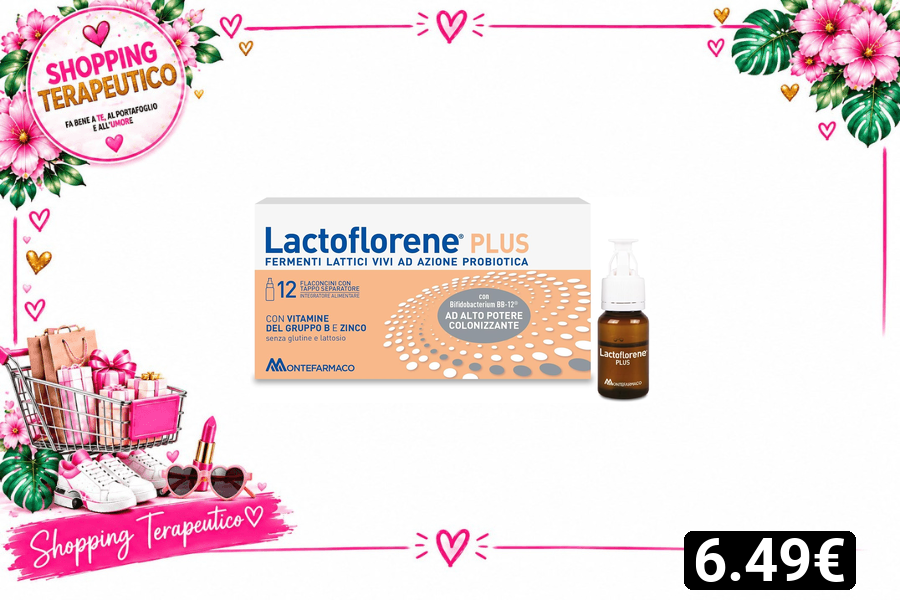 SHOPPING
TERAPEUTICO
FA BENE A TE, AL PORTAFOGLIO
E ALL'UMORE
Lactoflorene® PLUS
FERMENTI LATTICI VIVI AD AZIONE PROBIOTICA
12 FLACONCINI CON
TAPPO SEPARATORE
INTEGRATORE ALIMENTARE
CON VITAMINE
DEL GRUPPO B E ZINCO
senza glutine e lattosio
con
Bifidobacterium BB-12®
AD ALTO POTERE
COLONIZZANTE
MONTEFARMACO
Lactoflorene®
PLUS
MONTEFARMACO
Shopping Terapeutico
6.49€